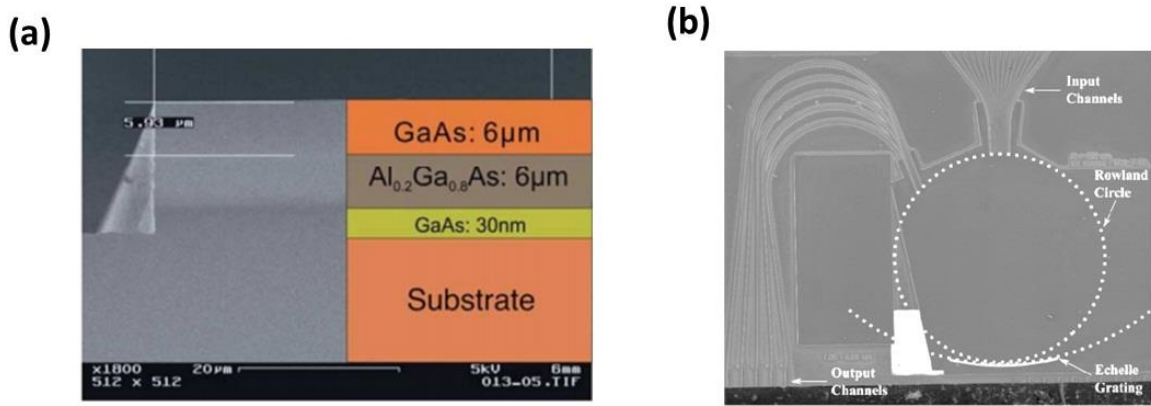 (a)
5.93 µm
GaAs: 6µm
Al0.2Ga0.8As: 6µm
GaAs: 30nm
Substrate
x1800
20µm
5kV
6mm
512 x 512
013-05.TIF
(b)
Input
Channels
Rowland
Circle
Output
Channels
Echelle
Grating